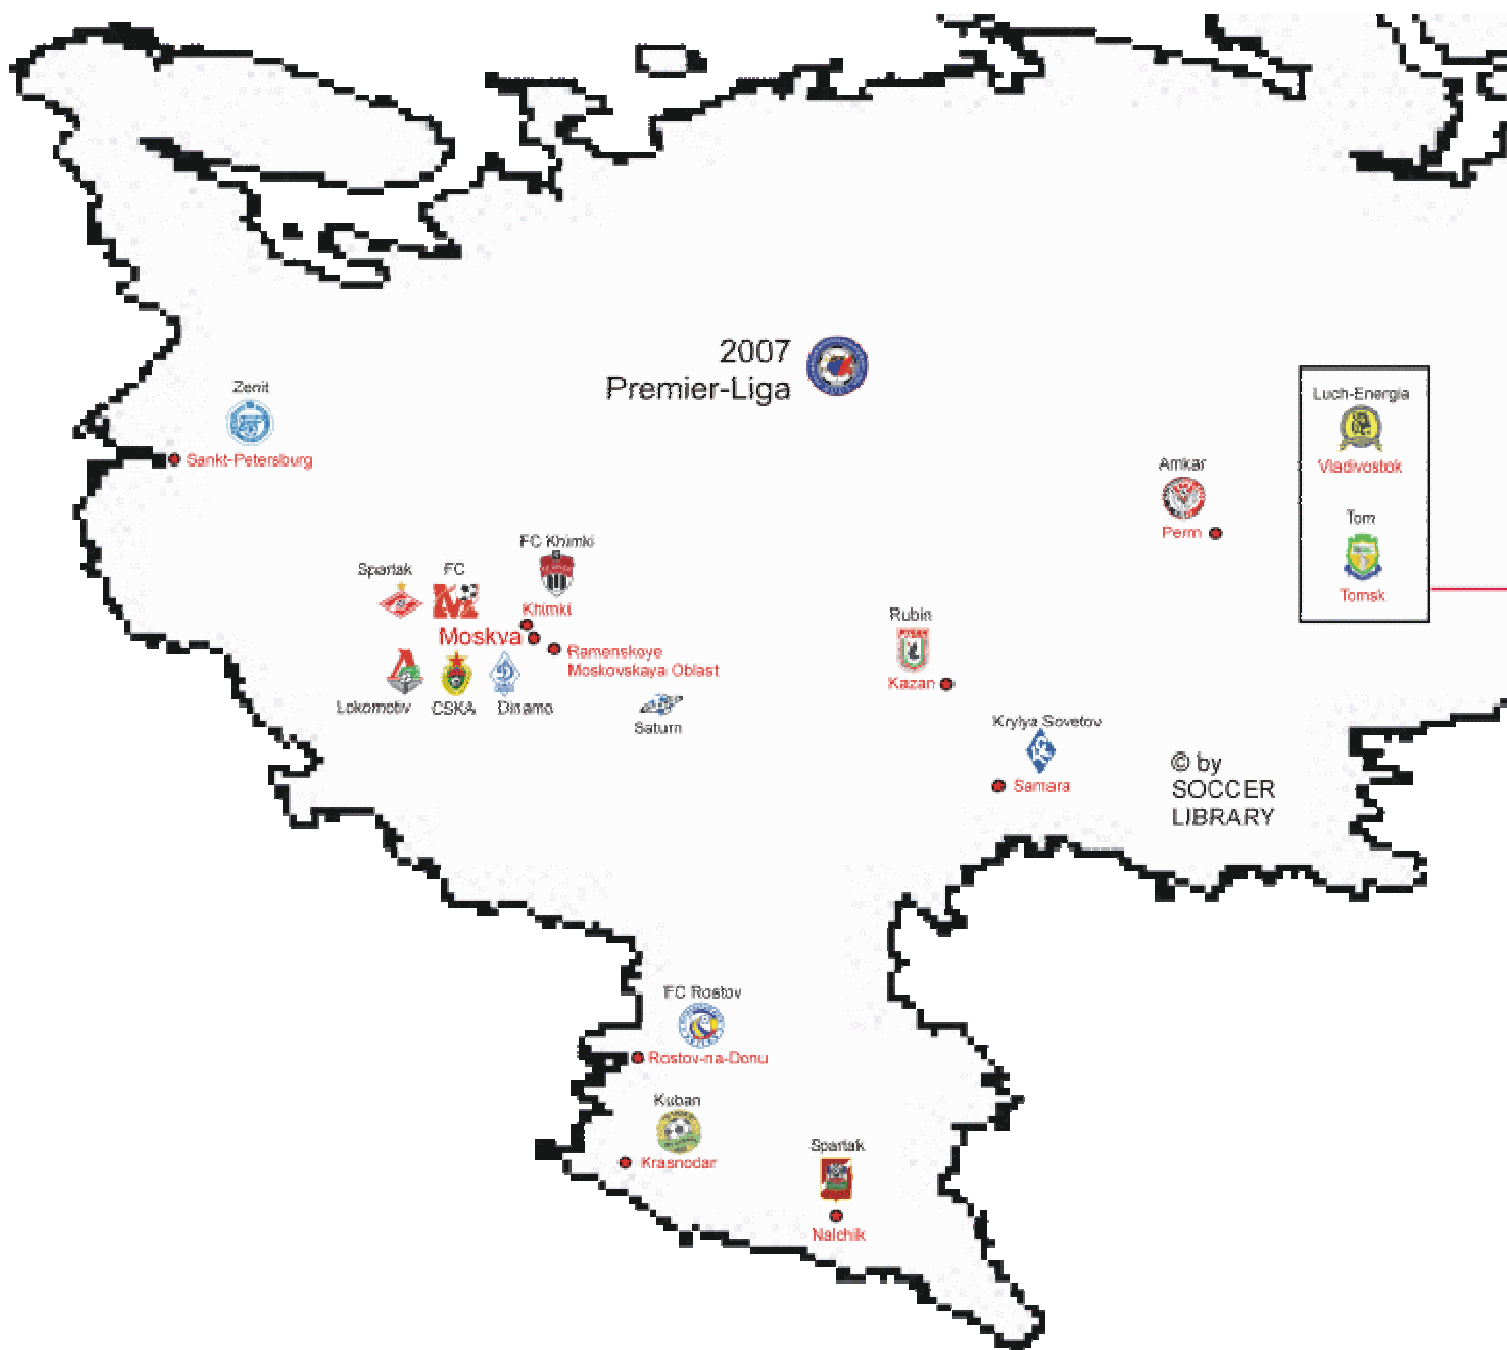 2007
Premier-Liga
Zenit
Sankt-Petersburg
Luch-Energia
Vladivostok
Tom
Tomsk
Amkar
Perm
FC Khimki
Khimki
Spartak
FC
Moskva
Ramenskoye
Moskovskaya Oblast
Lokomotiv
CSKA
Dinamo
Saturn
Rubin
Kazan
Krylya Sovetov
Samara
© by
SOCCER
LIBRARY
FC Rostov
Rostov-na-Donu
Kuban
Krasnodar
Spartak
Nalchik